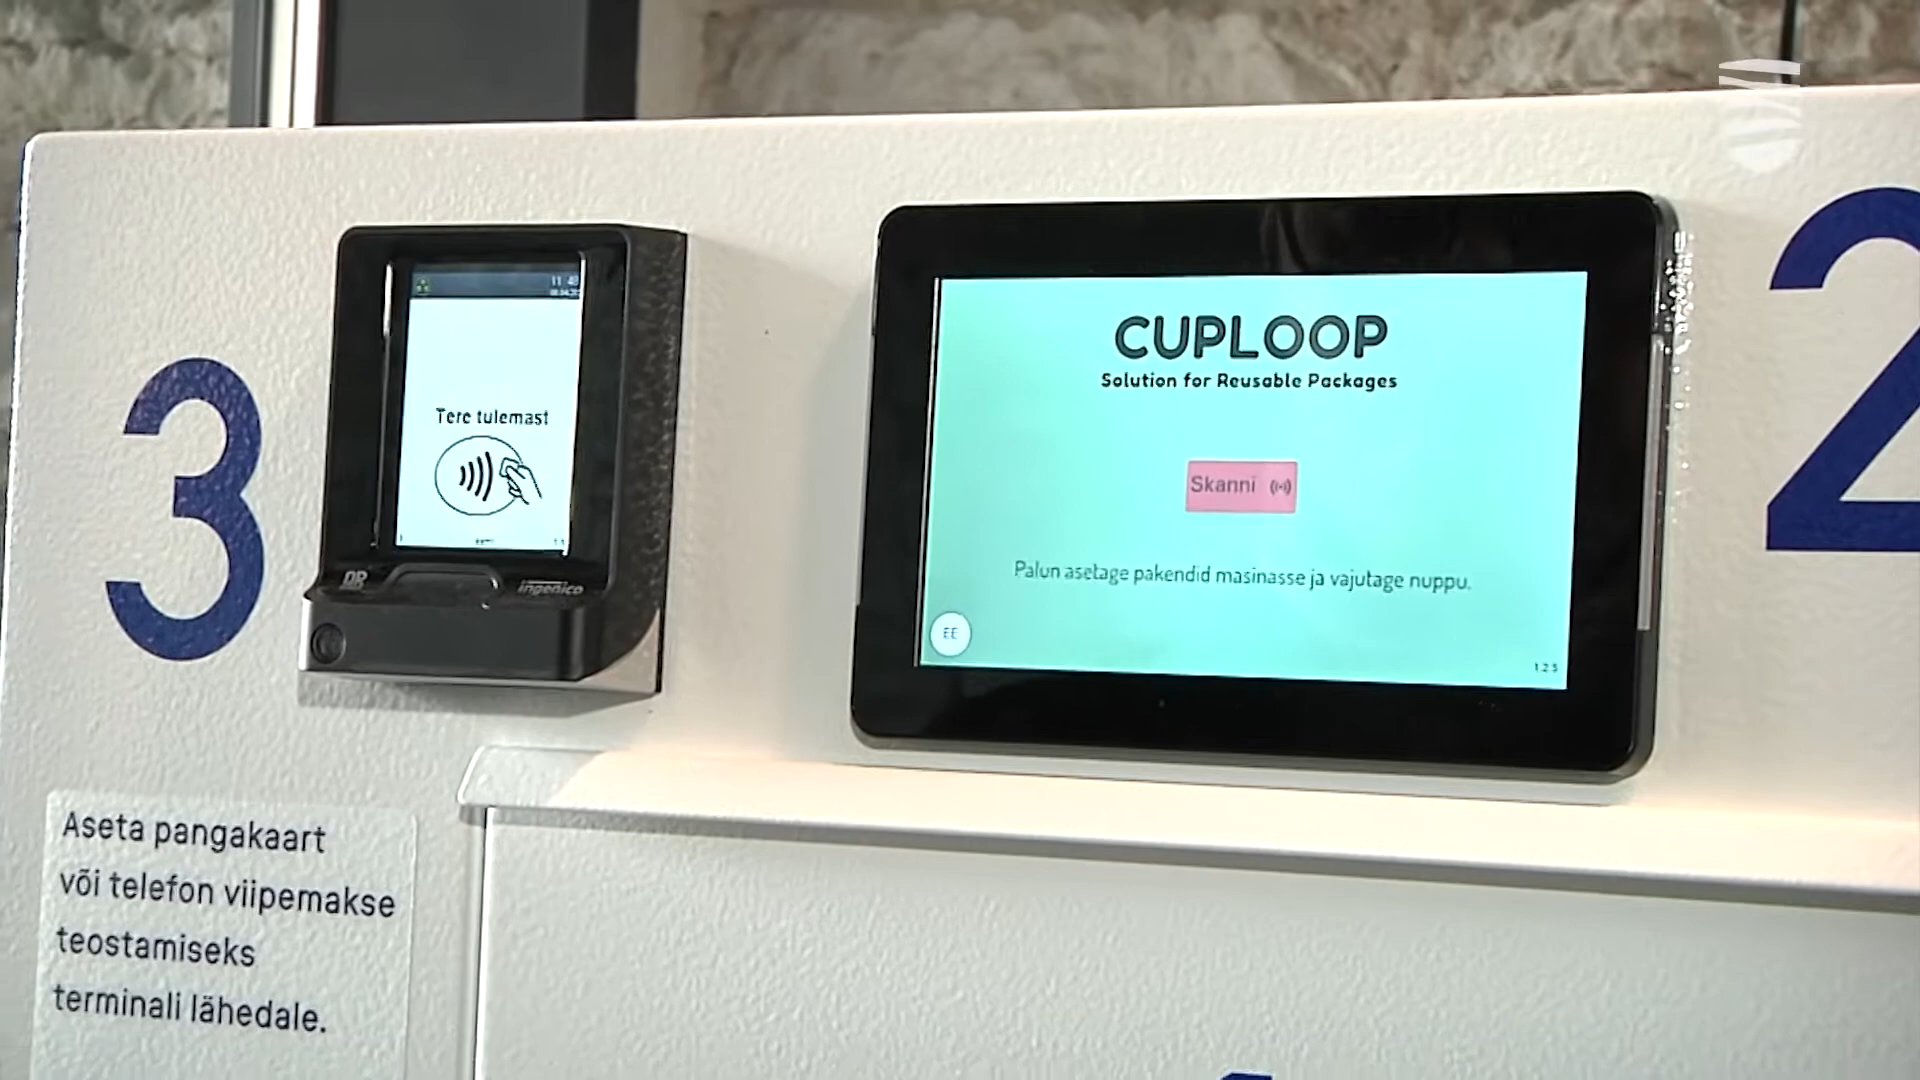 3
Tere tulemast
ingenico
CUPLOOP
Solution for Reusable Packages
Skanni
Palun asetage pakendid masinasse ja vajutage nuppu.
EE
1.2.5
2
Aseta pangakaart
või telefon viipemakse
teostamiseks
terminali lähedale.